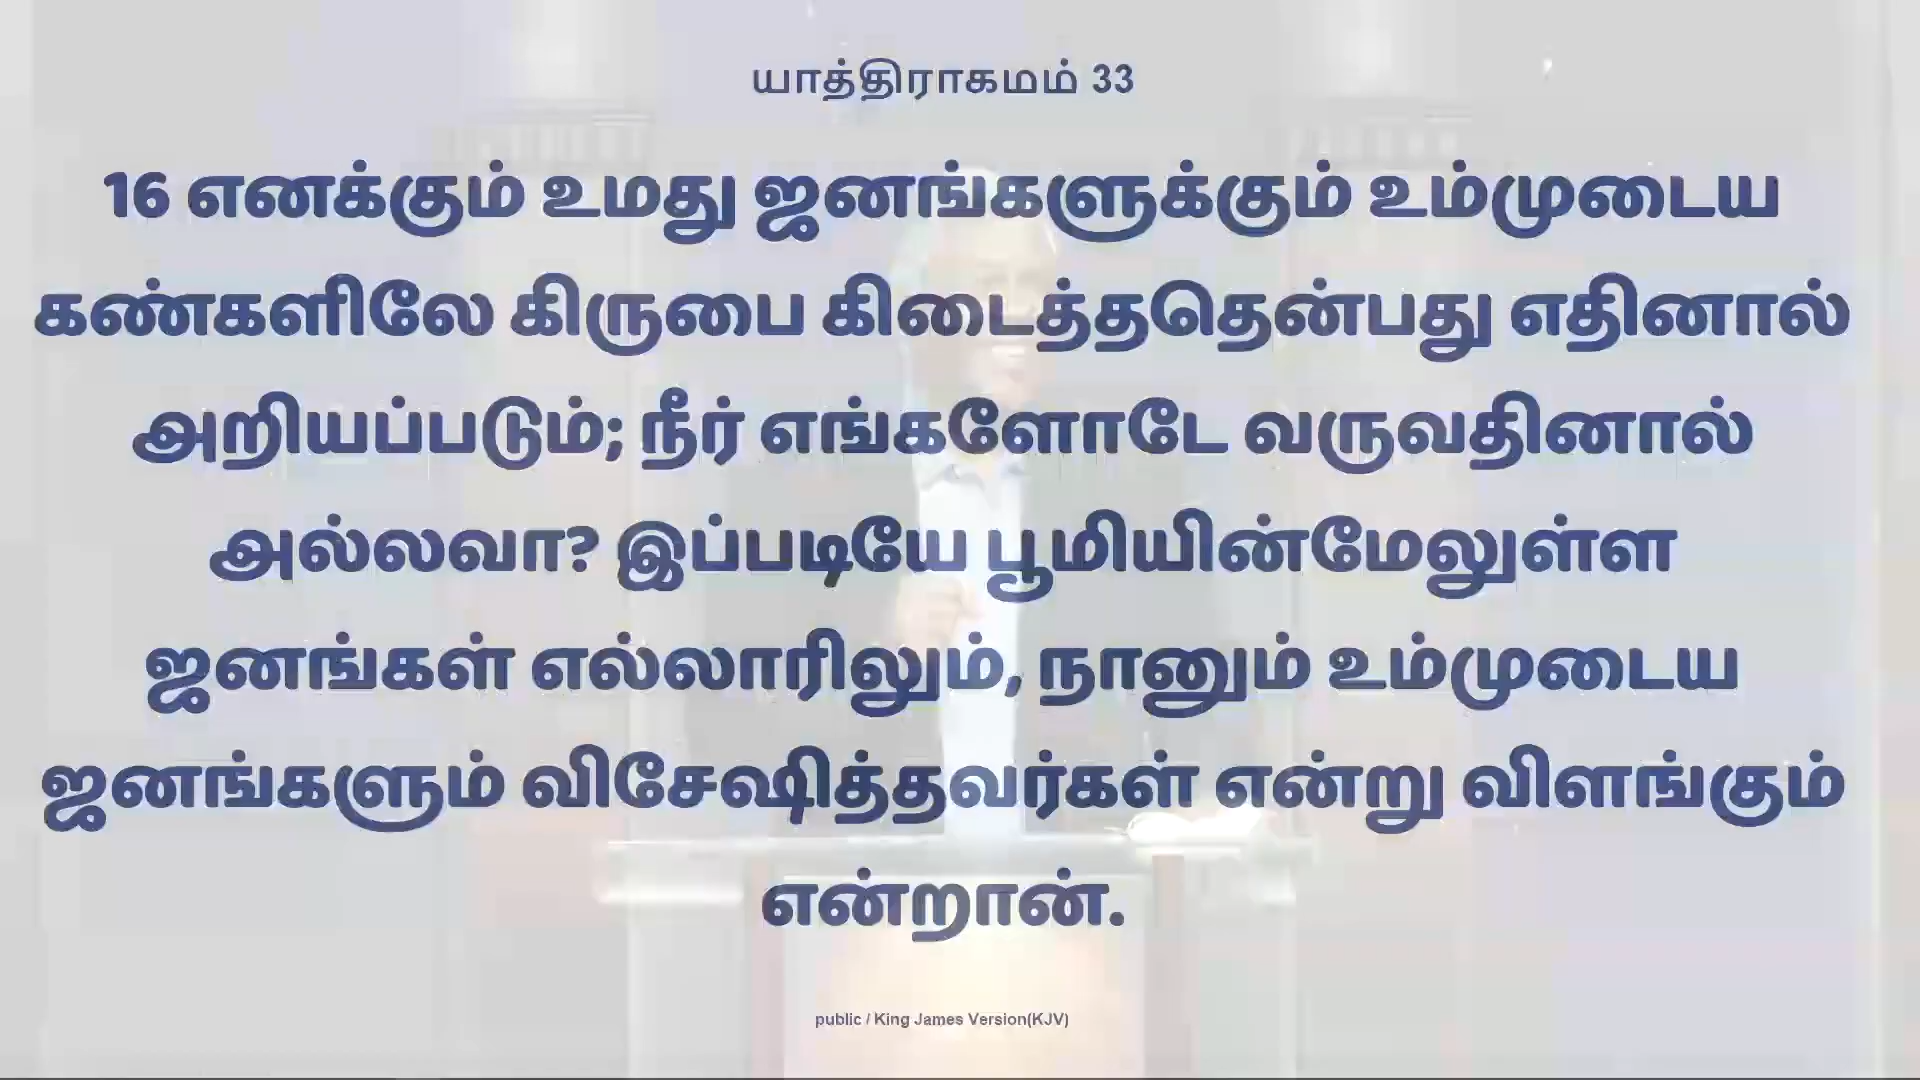 யாத்திராகமம் 33
16 எனக்கும் உமது ஜனங்களுக்கும் உம்முடைய
கண்களிலே கிருபை கிடைத்ததென்பது எதினால்
அறியப்படும்; நீர் எங்களோடே வருவதினால்
அல்லவா? இப்படியே பூமியின்மேலுள்ள
ஜனங்கள் எல்லாரிலும், நானும் உம்முடைய
ஜனங்களும் விசேஷித்தவர்கள் என்று விளங்கும்
என்றான்.
public / King James Version(KJV)